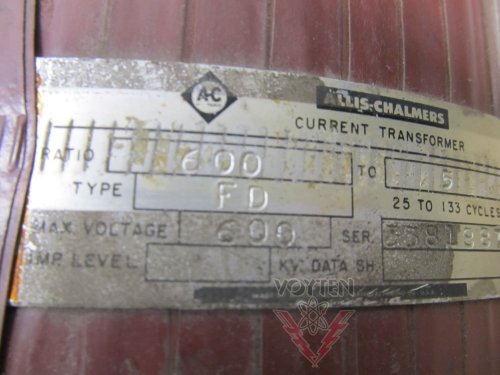 A-C ALLIS-CHALMERS
CURRENT TRANSFORMER
RATIO 600 TO 5
TYPE FD 25 TO 133 CYCLES
MAX. VOLTAGE 600 SER.
IMP LEVEL KV. DATA SH.
VOYTEN